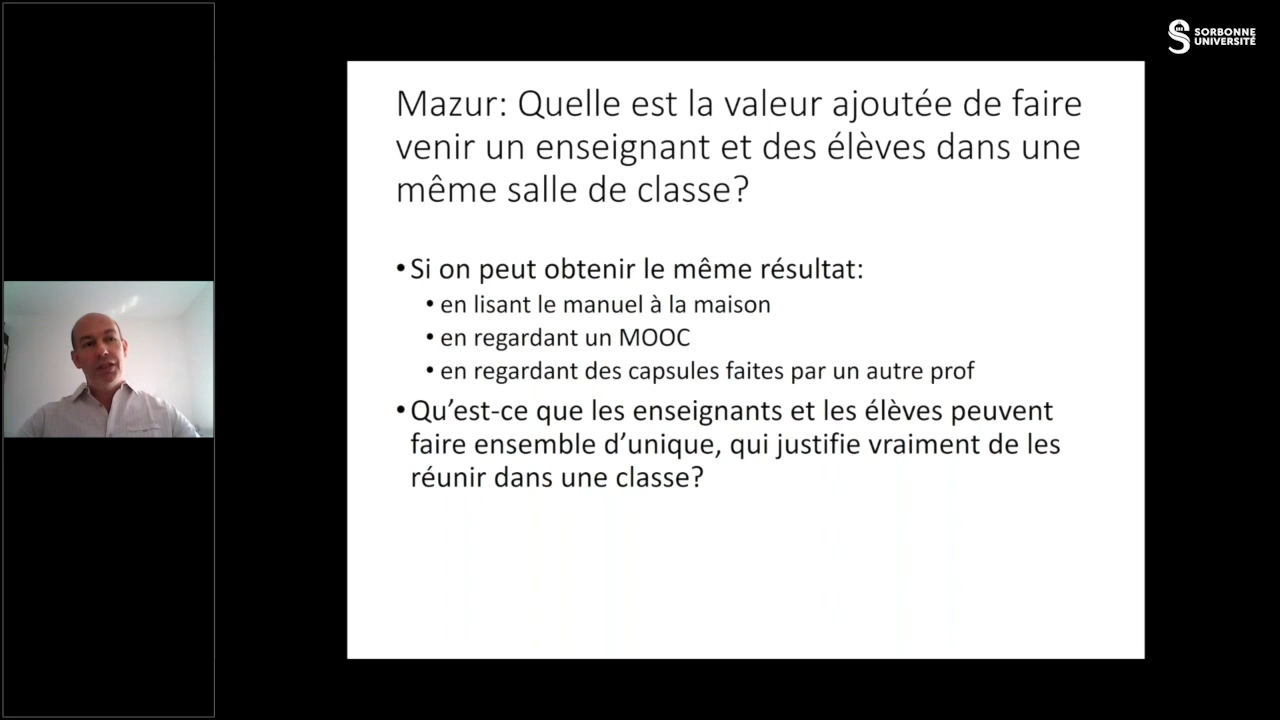 SORBONNE
UNIVERSITÉ
Mazur: Quelle est la valeur ajoutée de faire
venir un enseignant et des élèves dans une
même salle de classe?
•Si on peut obtenir le même résultat:
•en lisant le manuel à la maison
•en regardant un MOOC
•en regardant des capsules faites par un autre prof
•Qu’est-ce que les enseignants et les élèves peuvent
faire ensemble d’unique, qui justifie vraiment de les
réunir dans une classe?